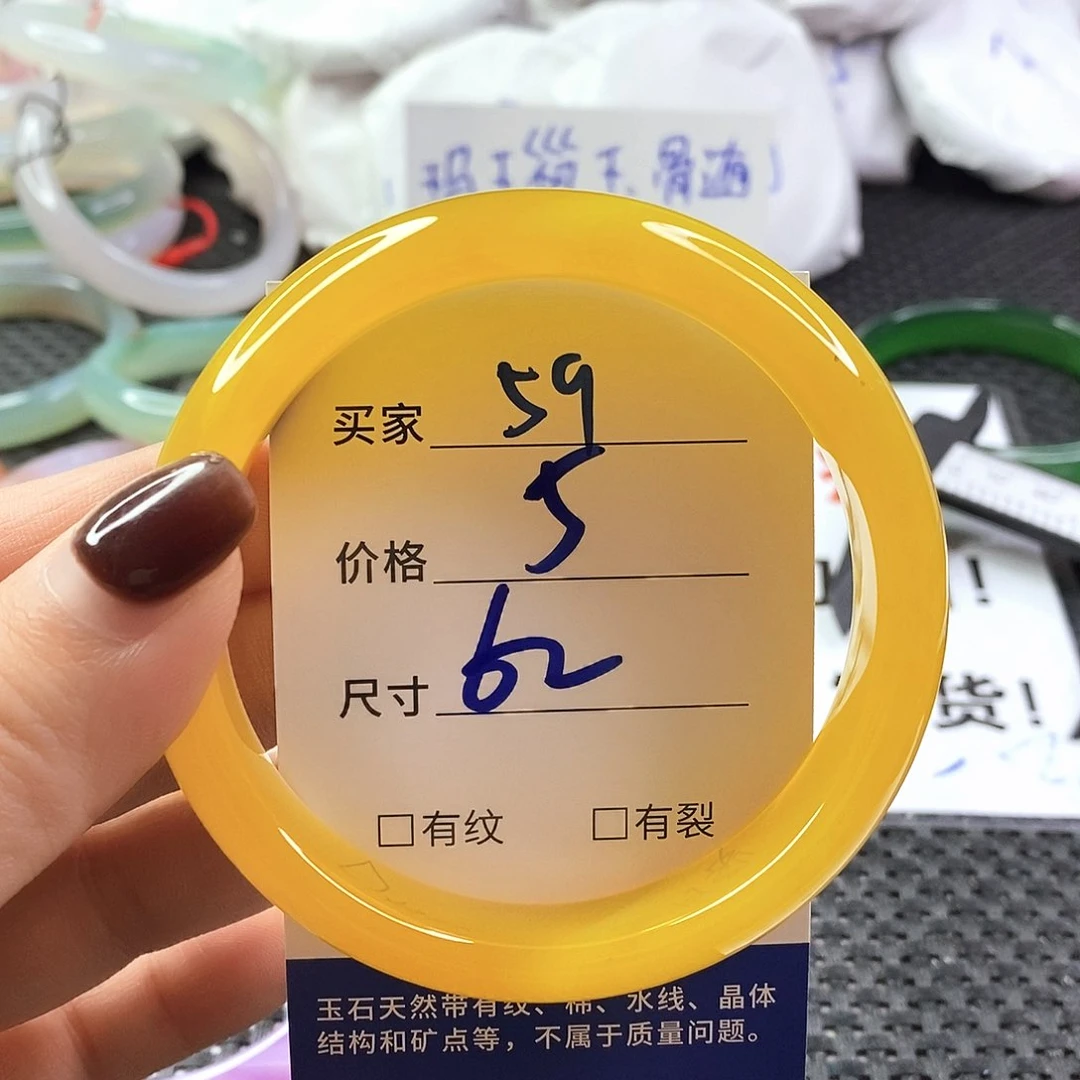 买家 59
价格 5
尺寸 62
□有纹 □有裂
玉石天然带有纹、棉、水线、晶体
结构和矿点等，不属于质量问题。
货!